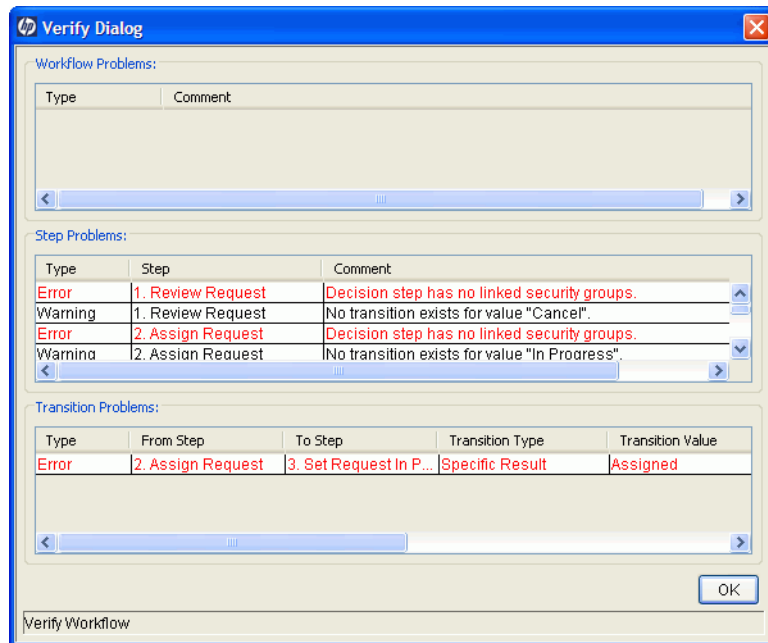 hp Verify Dialog
Workflow Problems:
Type Comment
Step Problems:
Type Step Comment
Error 1. Review Request Decision step has no linked security groups.
Warning 1. Review Request No transition exists for value "Cancel".
Error 2. Assign Request Decision step has no linked security groups.
Warning 2. Assign Request No transition exists for value "In Progress".
Transition Problems:
Type From Step To Step Transition Type Transition Value
Error 2. Assign Request 3. Set Request In P... Specific Result Assigned
OK
Verify Workflow